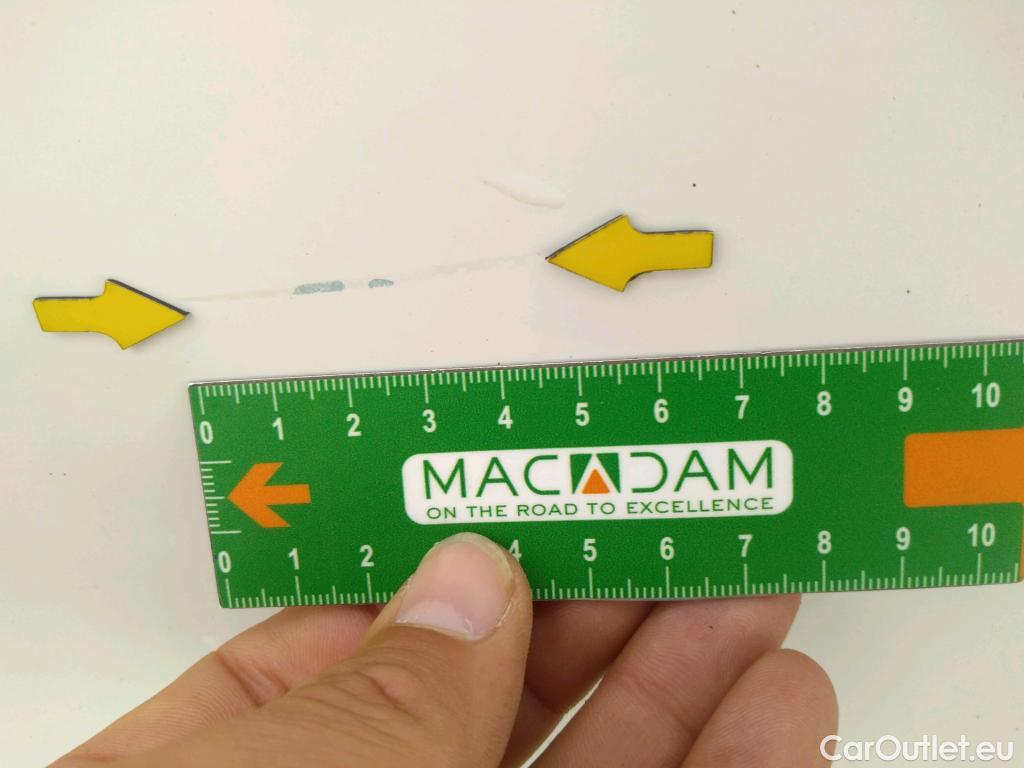 0 1 2 3 4 5 6 7 8 9 10
MACADAM
ON THE ROAD TO EXCELLENCE
0 1 2 4 5 6 7 8 9 10
CarOutlet.eu